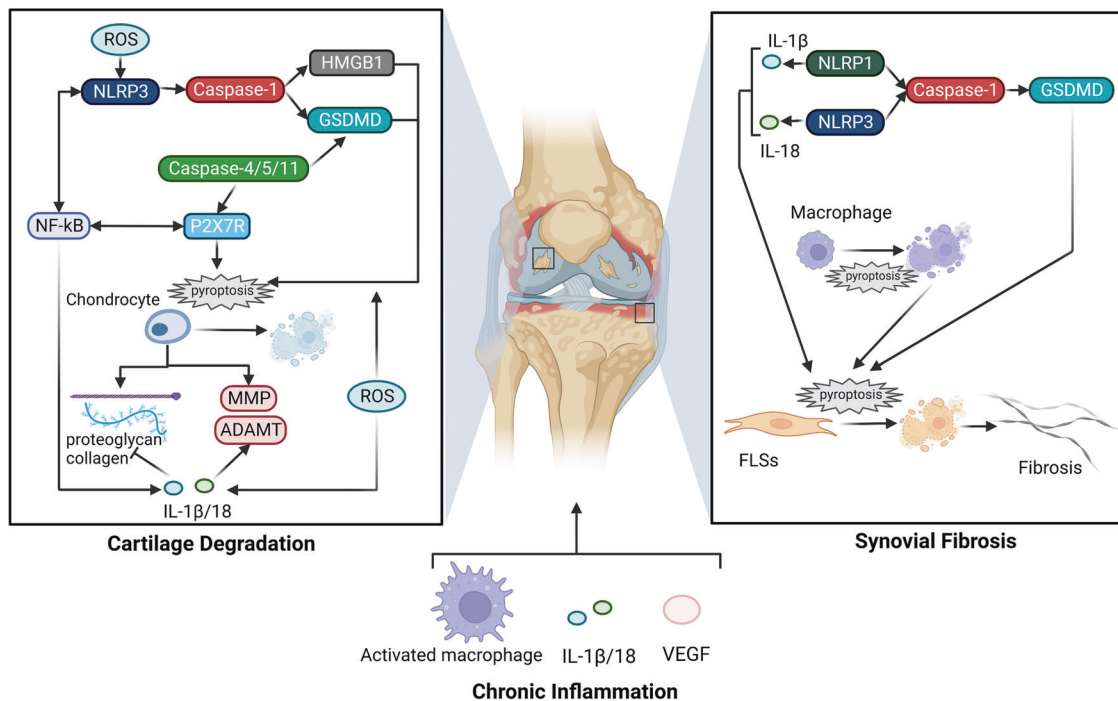 ROS
NLRP3
Caspase-1
HMGB1
GSDMD
Caspase-4/5/11
NF-kB
P2X7R
pyroptosis
Chondrocyte
MMP
ADAMT
ROS
proteoglycan
collagen
IL-1β/18
Cartilage Degradation
IL-1β
NLRP1
Caspase-1
GSDMD
NLRP3
IL-18
Macrophage
pyroptosis
pyroptosis
FLSs
Fibrosis
Synovial Fibrosis
Activated macrophage
IL-1β/18
VEGF
Chronic Inflammation